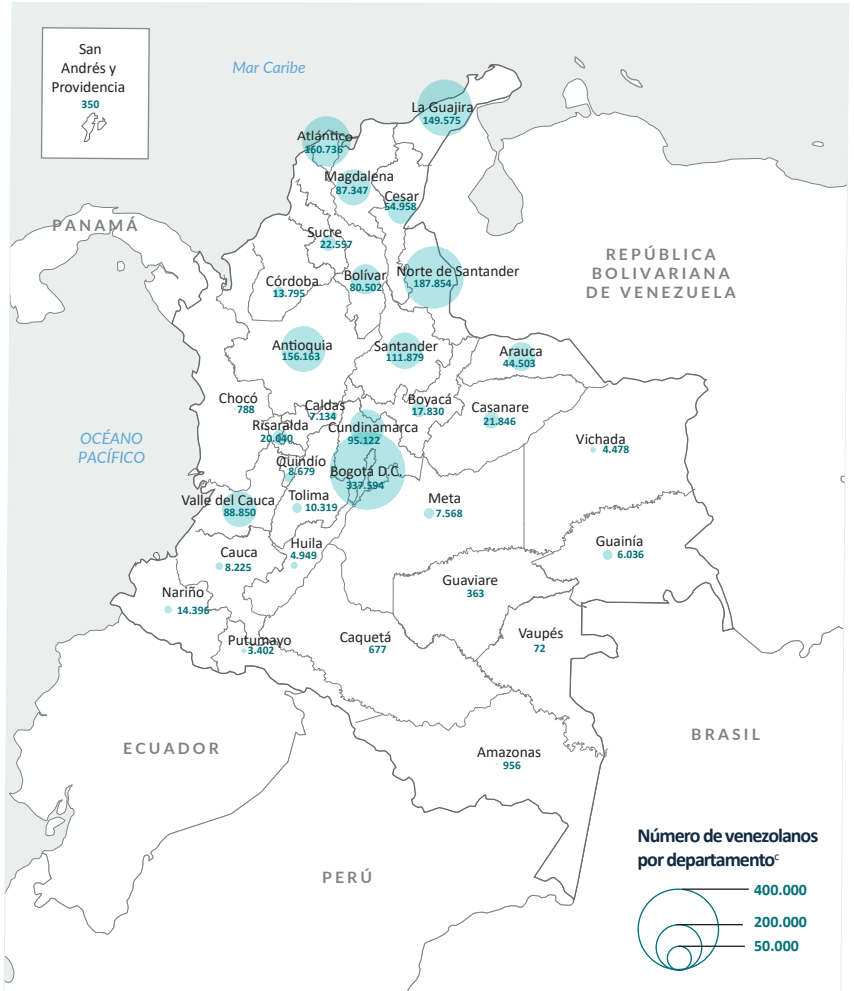 San
Andrés y
Providencia
350
Mar Caribe
La Guajira
149.575
Atlántico
160.736
Magdalena
87.347
Cesar
54.958
PANAMÁ
Sucre
22.557
REPÚBLICA
BOLIVARIANA
DE VENEZUELA
Córdoba
13.795
Bolívar
80.502
Norte de Santander
187.854
Antioquia
156.163
Santander
111.879
Arauca
44.503
Chocó
788
Caldas
7.134
Boyacá
17.830
Casanare
21.846
Risaralda
20.040
Cundinamarca
95.122
OCÉANO
PACÍFICO
Vichada
4.478
Quindío
8.679
Bogotá D.C.
337.594
Valle del Cauca
88.850
Tolima
10.319
Meta
7.568
Cauca
8.225
Huila
4.949
Guainía
6.036
Nariño
14.396
Guaviare
363
Putumayo
3.402
Caquetá
677
Vaupés
72
ECUADOR
BRASIL
Amazonas
956
PERÚ
Número de venezolanos
por departamentoᶜ
400.000
200.000
50.000